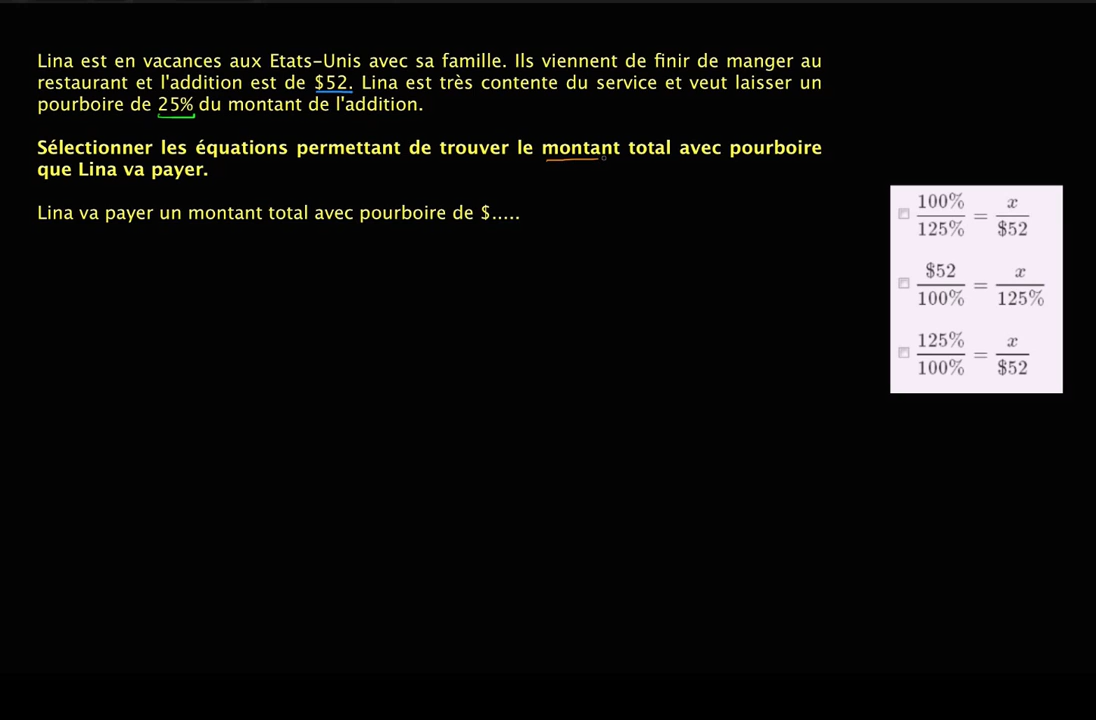 Lina est en vacances aux Etats-Unis avec sa famille. Ils viennent de finir de manger au
restaurant et l'addition est de $52. Lina est très contente du service et veut laisser un
pourboire de 25% du montant de l'addition.
Sélectionner les équations permettant de trouver le montant total avec pourboire
que Lina va payer.
Lina va payer un montant total avec pourboire de $.....
100% / 125% = x / $52
$52 / 100% = x / 125%
125% / 100% = x / $52